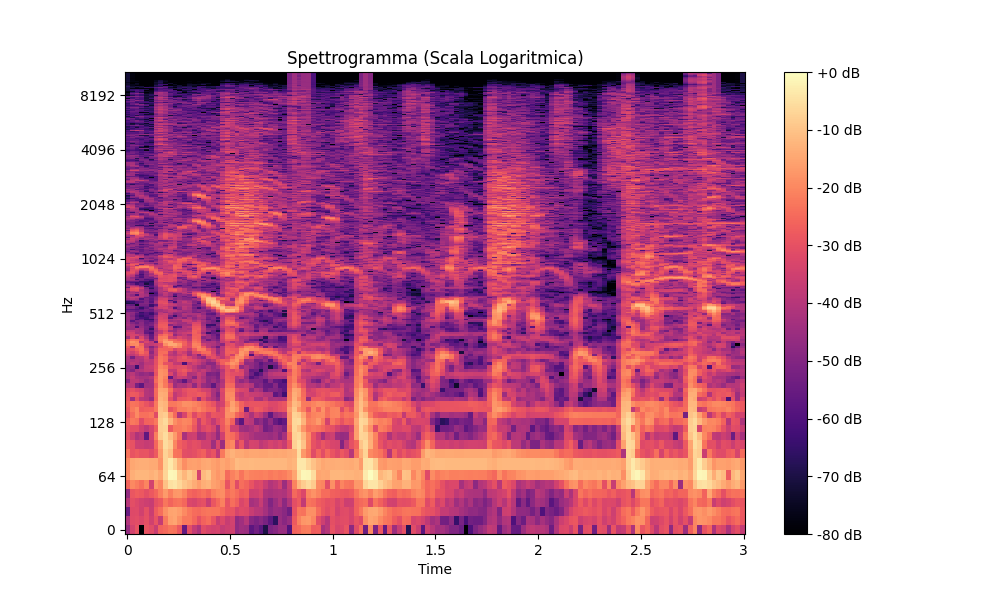 Spettrogramma (Scala Logaritmica)
8192
4096
2048
1024
512
256
128
64
0
Hz
0
0.5
1
1.5
2
2.5
3
Time
+0 dB
-10 dB
-20 dB
-30 dB
-40 dB
-50 dB
-60 dB
-70 dB
-80 dB